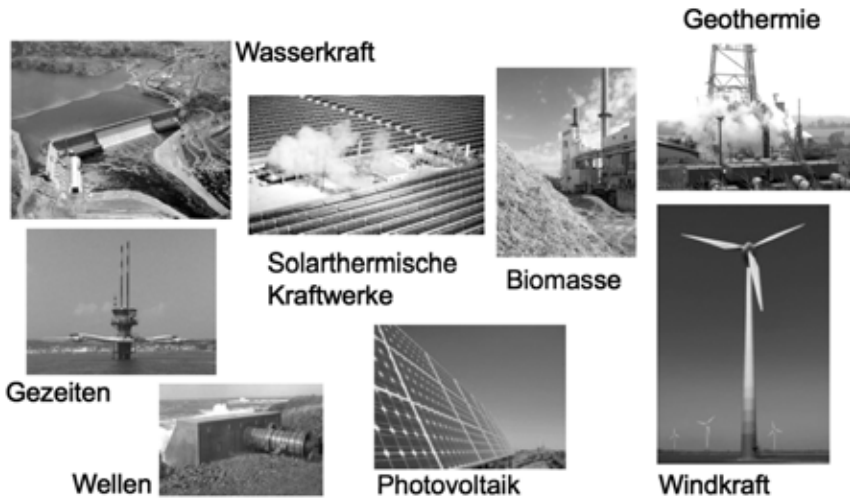 Geothermie
Wasserkraft
Solarthermische
Kraftwerke
Biomasse
Gezeiten
Wellen
Photovoltaik
Windkraft